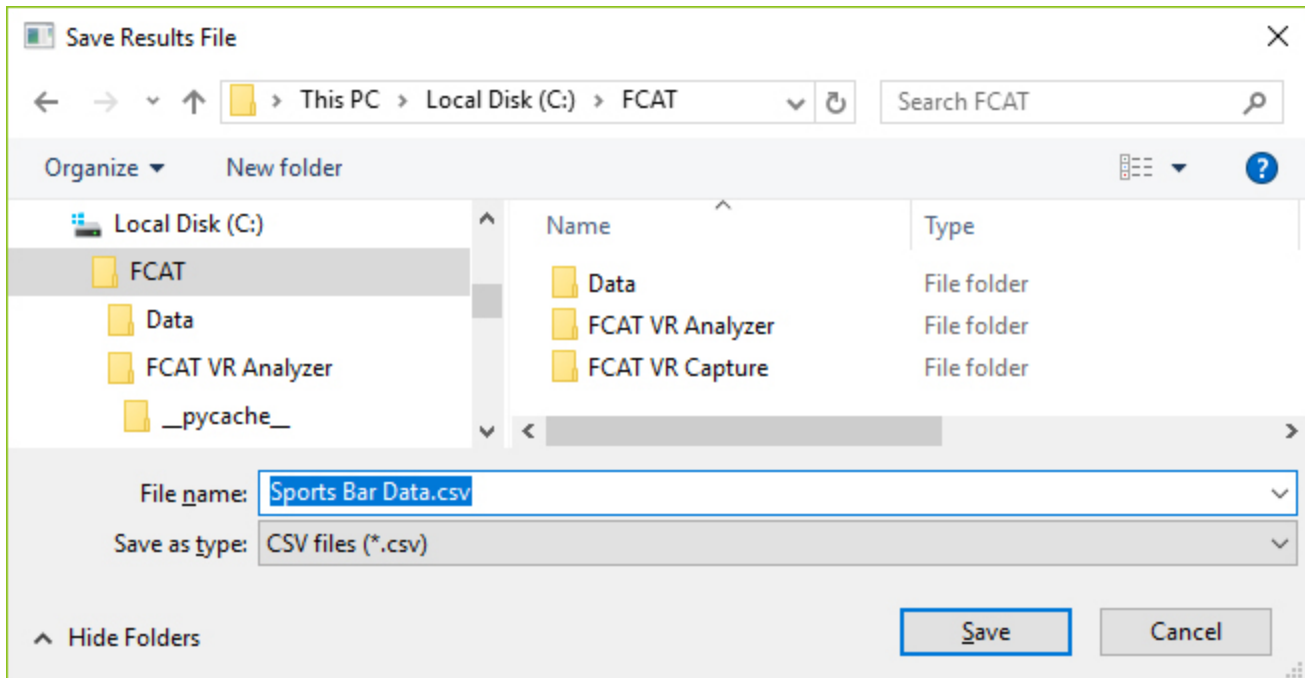 Save Results File
This PC > Local Disk (C:) > FCAT
Search FCAT
Organize
New folder
?
Local Disk (C:)
FCAT
Data
FCAT VR Analyzer
__pycache__
Name Type
Data File folder
FCAT VR Analyzer File folder
FCAT VR Capture File folder
File name: Sports Bar Data.csv
Save as type: CSV files (*.csv)
Hide Folders
Save
Cancel